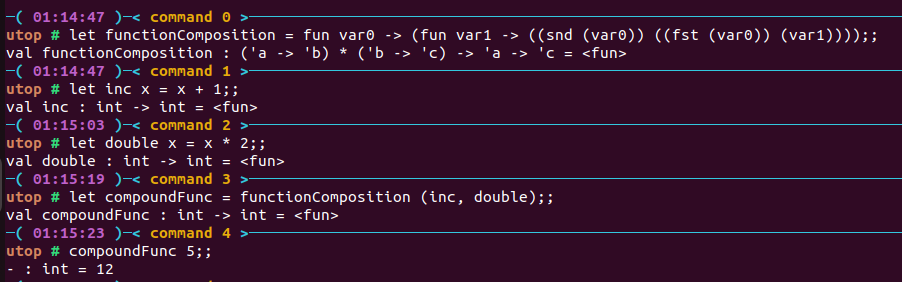 ─( 01:14:47 )─< command 0 >─
utop # let functionComposition = fun var0 -> (fun var1 -> ((snd (var0)) ((fst (var0)) (var1))));;
val functionComposition : ('a -> 'b) * ('b -> 'c) -> 'a -> 'c = <fun>
─( 01:14:47 )─< command 1 >─
utop # let inc x = x + 1;;
val inc : int -> int = <fun>
─( 01:15:03 )─< command 2 >─
utop # let double x = x * 2;;
val double : int -> int = <fun>
─( 01:15:19 )─< command 3 >─
utop # let compoundFunc = functionComposition (inc, double);;
val compoundFunc : int -> int = <fun>
─( 01:15:23 )─< command 4 >─
utop # compoundFunc 5;;
- : int = 12